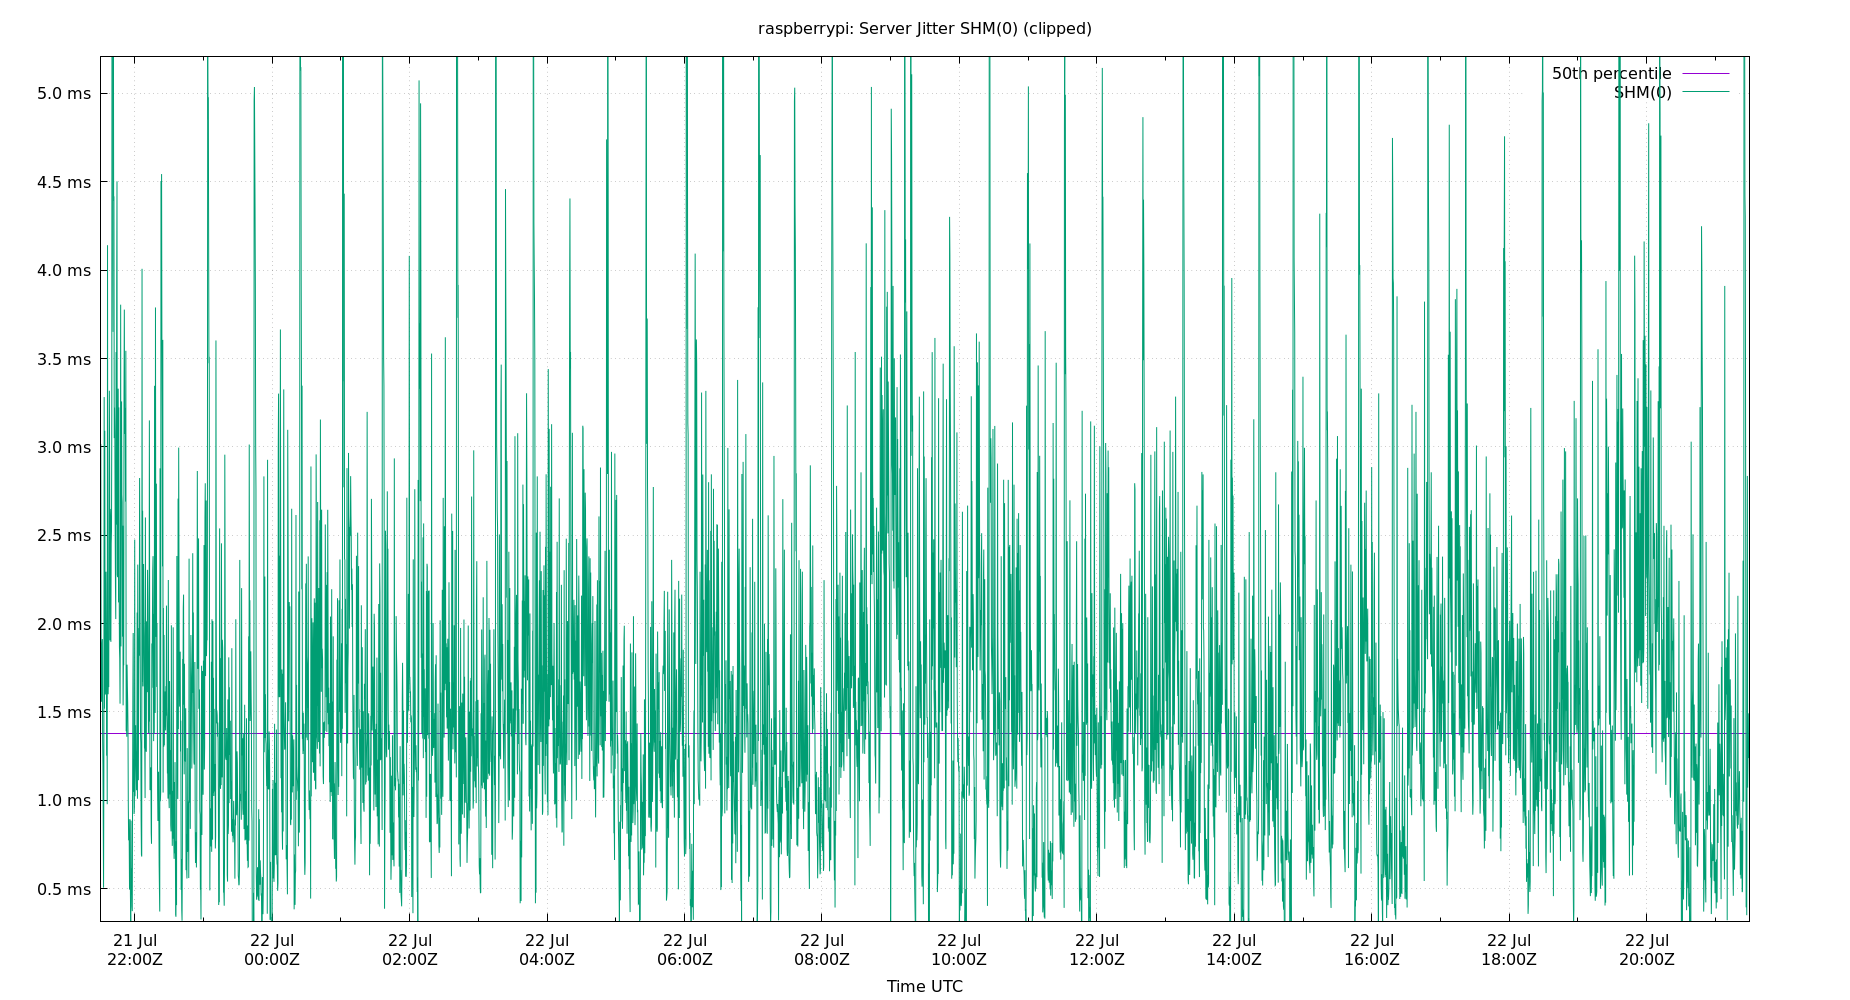 raspberrypi: Server Jitter SHM(0) (clipped)
50th percentile
SHM(0)
5.0 ms
4.5 ms
4.0 ms
3.5 ms
3.0 ms
2.5 ms
2.0 ms
1.5 ms
1.0 ms
0.5 ms
21 Jul 22 Jul 22 Jul 22 Jul 22 Jul 22 Jul 22 Jul 22 Jul 22 Jul 22 Jul 22 Jul 22 Jul
22:00Z 00:00Z 02:00Z 04:00Z 06:00Z 08:00Z 10:00Z 12:00Z 14:00Z 16:00Z 18:00Z 20:00Z
Time UTC